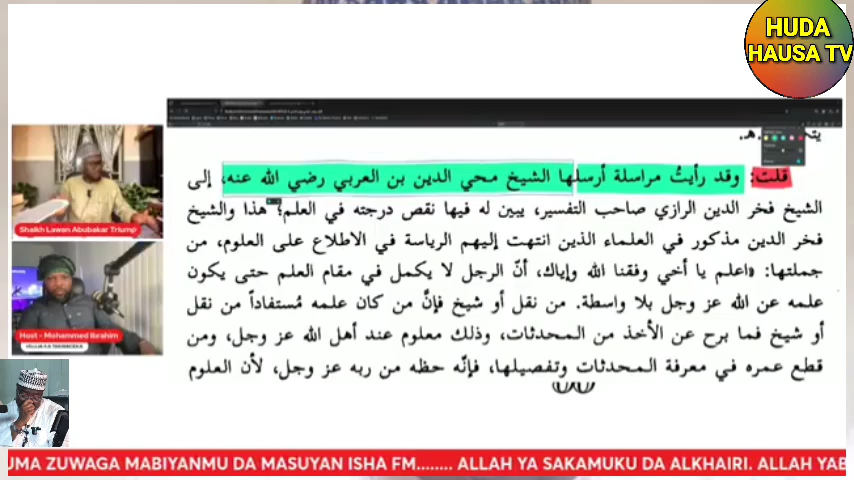 HUDA
HAUSA TV
قلت: وقد رأيتُ مراسلة أرسلها الشيخ محي الدين بن العربي رضي الله عنه، إلى
الشيخ فخر الدين الرازي صاحب التفسير، يبين له فيها نقص درجته في العلم؟ هذا والشيخ
فخر الدين مذكور في العلماء الذين انتهت إليهم الرياسة في الاطلاع على العلوم، من
جملتها: «اعلم يا أخي وفقنا الله وإياك، أنّ الرجل لا يكمل في مقام العلم حتى يكون
علمه عن الله عز وجل بلا واسطة. من نقل أو شيخ فإنَّ من كان علمه مُستفاداً من نقل
أو شيخ فما برح عن الأخذ من المحدثات، وذلك معلوم عند أهل الله عز وجل، ومن
قطع عمره في معرفة المحدثات وتفصيلها، فإنّه حظه من ربه عز وجل، لأن العلوم
Shaikh Lawan Abubakar Triump
Host - Mohammed Ibrahim
UMA ZUWAGA MABIYANMU DA MASUYAN ISHA FM........ ALLAH YA SAKAMUKU DA ALKHAIRI. ALLAH YAB